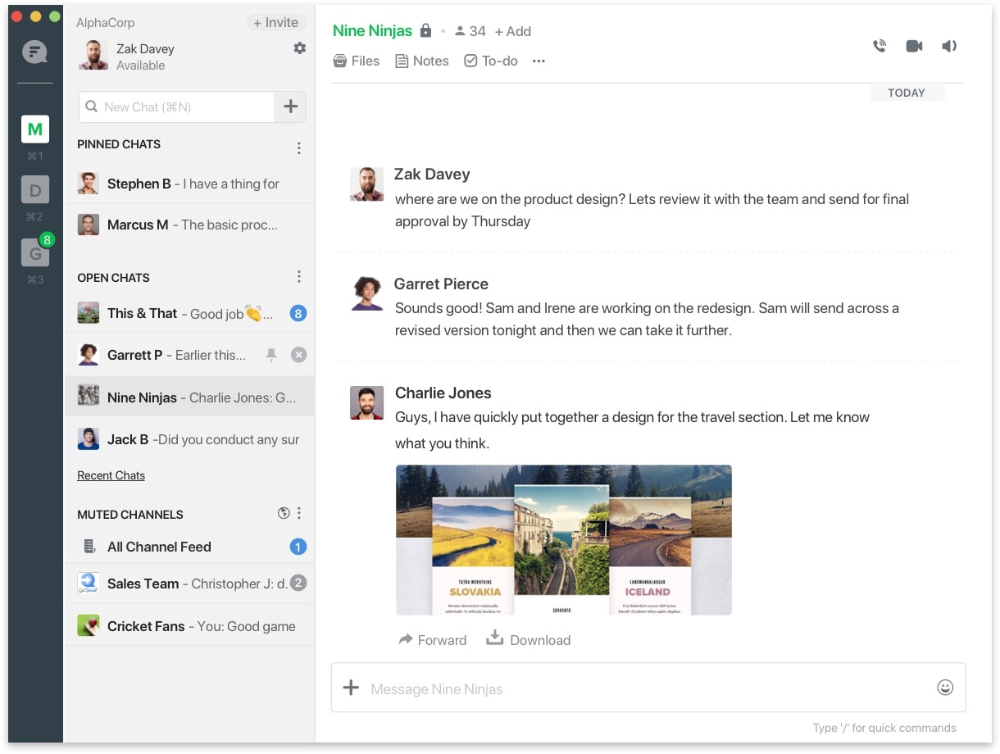 AlphaCorp
+ Invite
Zak Davey
Available
New Chat (⌘N)
M
⌘1
D
⌘2
8
G
⌘3
PINNED CHATS
Stephen B - I have a thing for
Marcus M - The basic proc...
OPEN CHATS
This & That - Good job👏... 8
Garrett P - Earlier this...
Nine Ninjas - Charlie Jones: G...
Jack B -Did you conduct any sur
Recent Chats
MUTED CHANNELS
All Channel Feed 1
Sales Team - Christopher J: d. 2
Cricket Fans - You: Good game
Nine Ninjas 34 + Add
Files Notes To-do
TODAY
Zak Davey
where are we on the product design? Lets review it with the team and send for final
approval by Thursday
Garret Pierce
Sounds good! Sam and Irene are working on the redesign. Sam will send across a
revised version tonight and then we can take it further.
Charlie Jones
Guys, I have quickly put together a design for the travel section. Let me know
what you think.
TATRA MOUNTAINS
SLOVAKIA
SORRENTO
LANDMANNALAUGAR
ICELAND
Forward Download
Message Nine Ninjas
Type '/' for quick commands